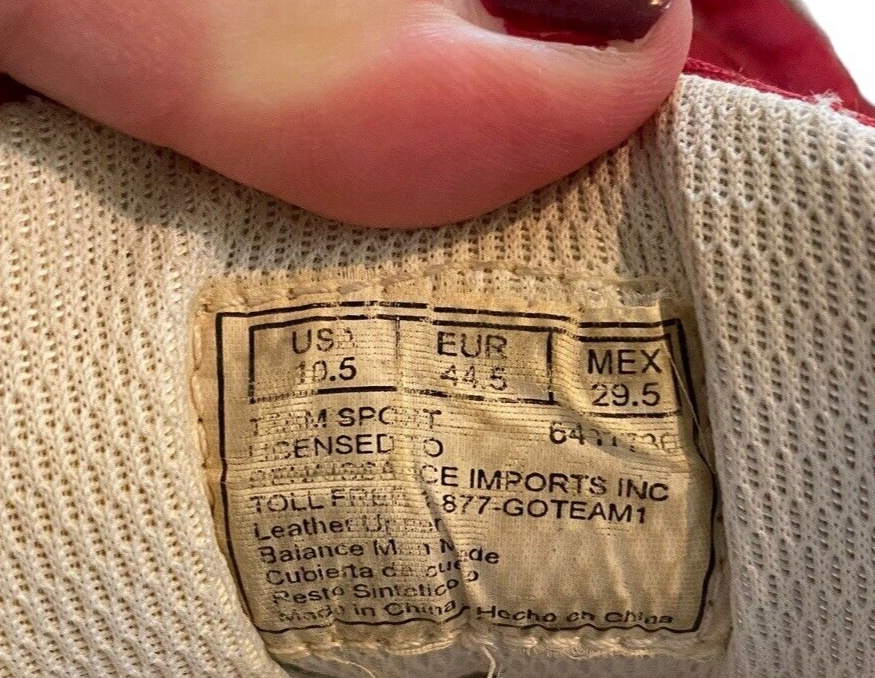 USA EUR MEX
10.5 44.5 29.5
TEAM SPORT
LICENSED TO
IMPORTS INC
TOLL FREE 1 877-GOTEAM1
Leather Upper
Balance Man Made
Cubierta de cuero
Resto Sintetico
Made in China / Hecho en China